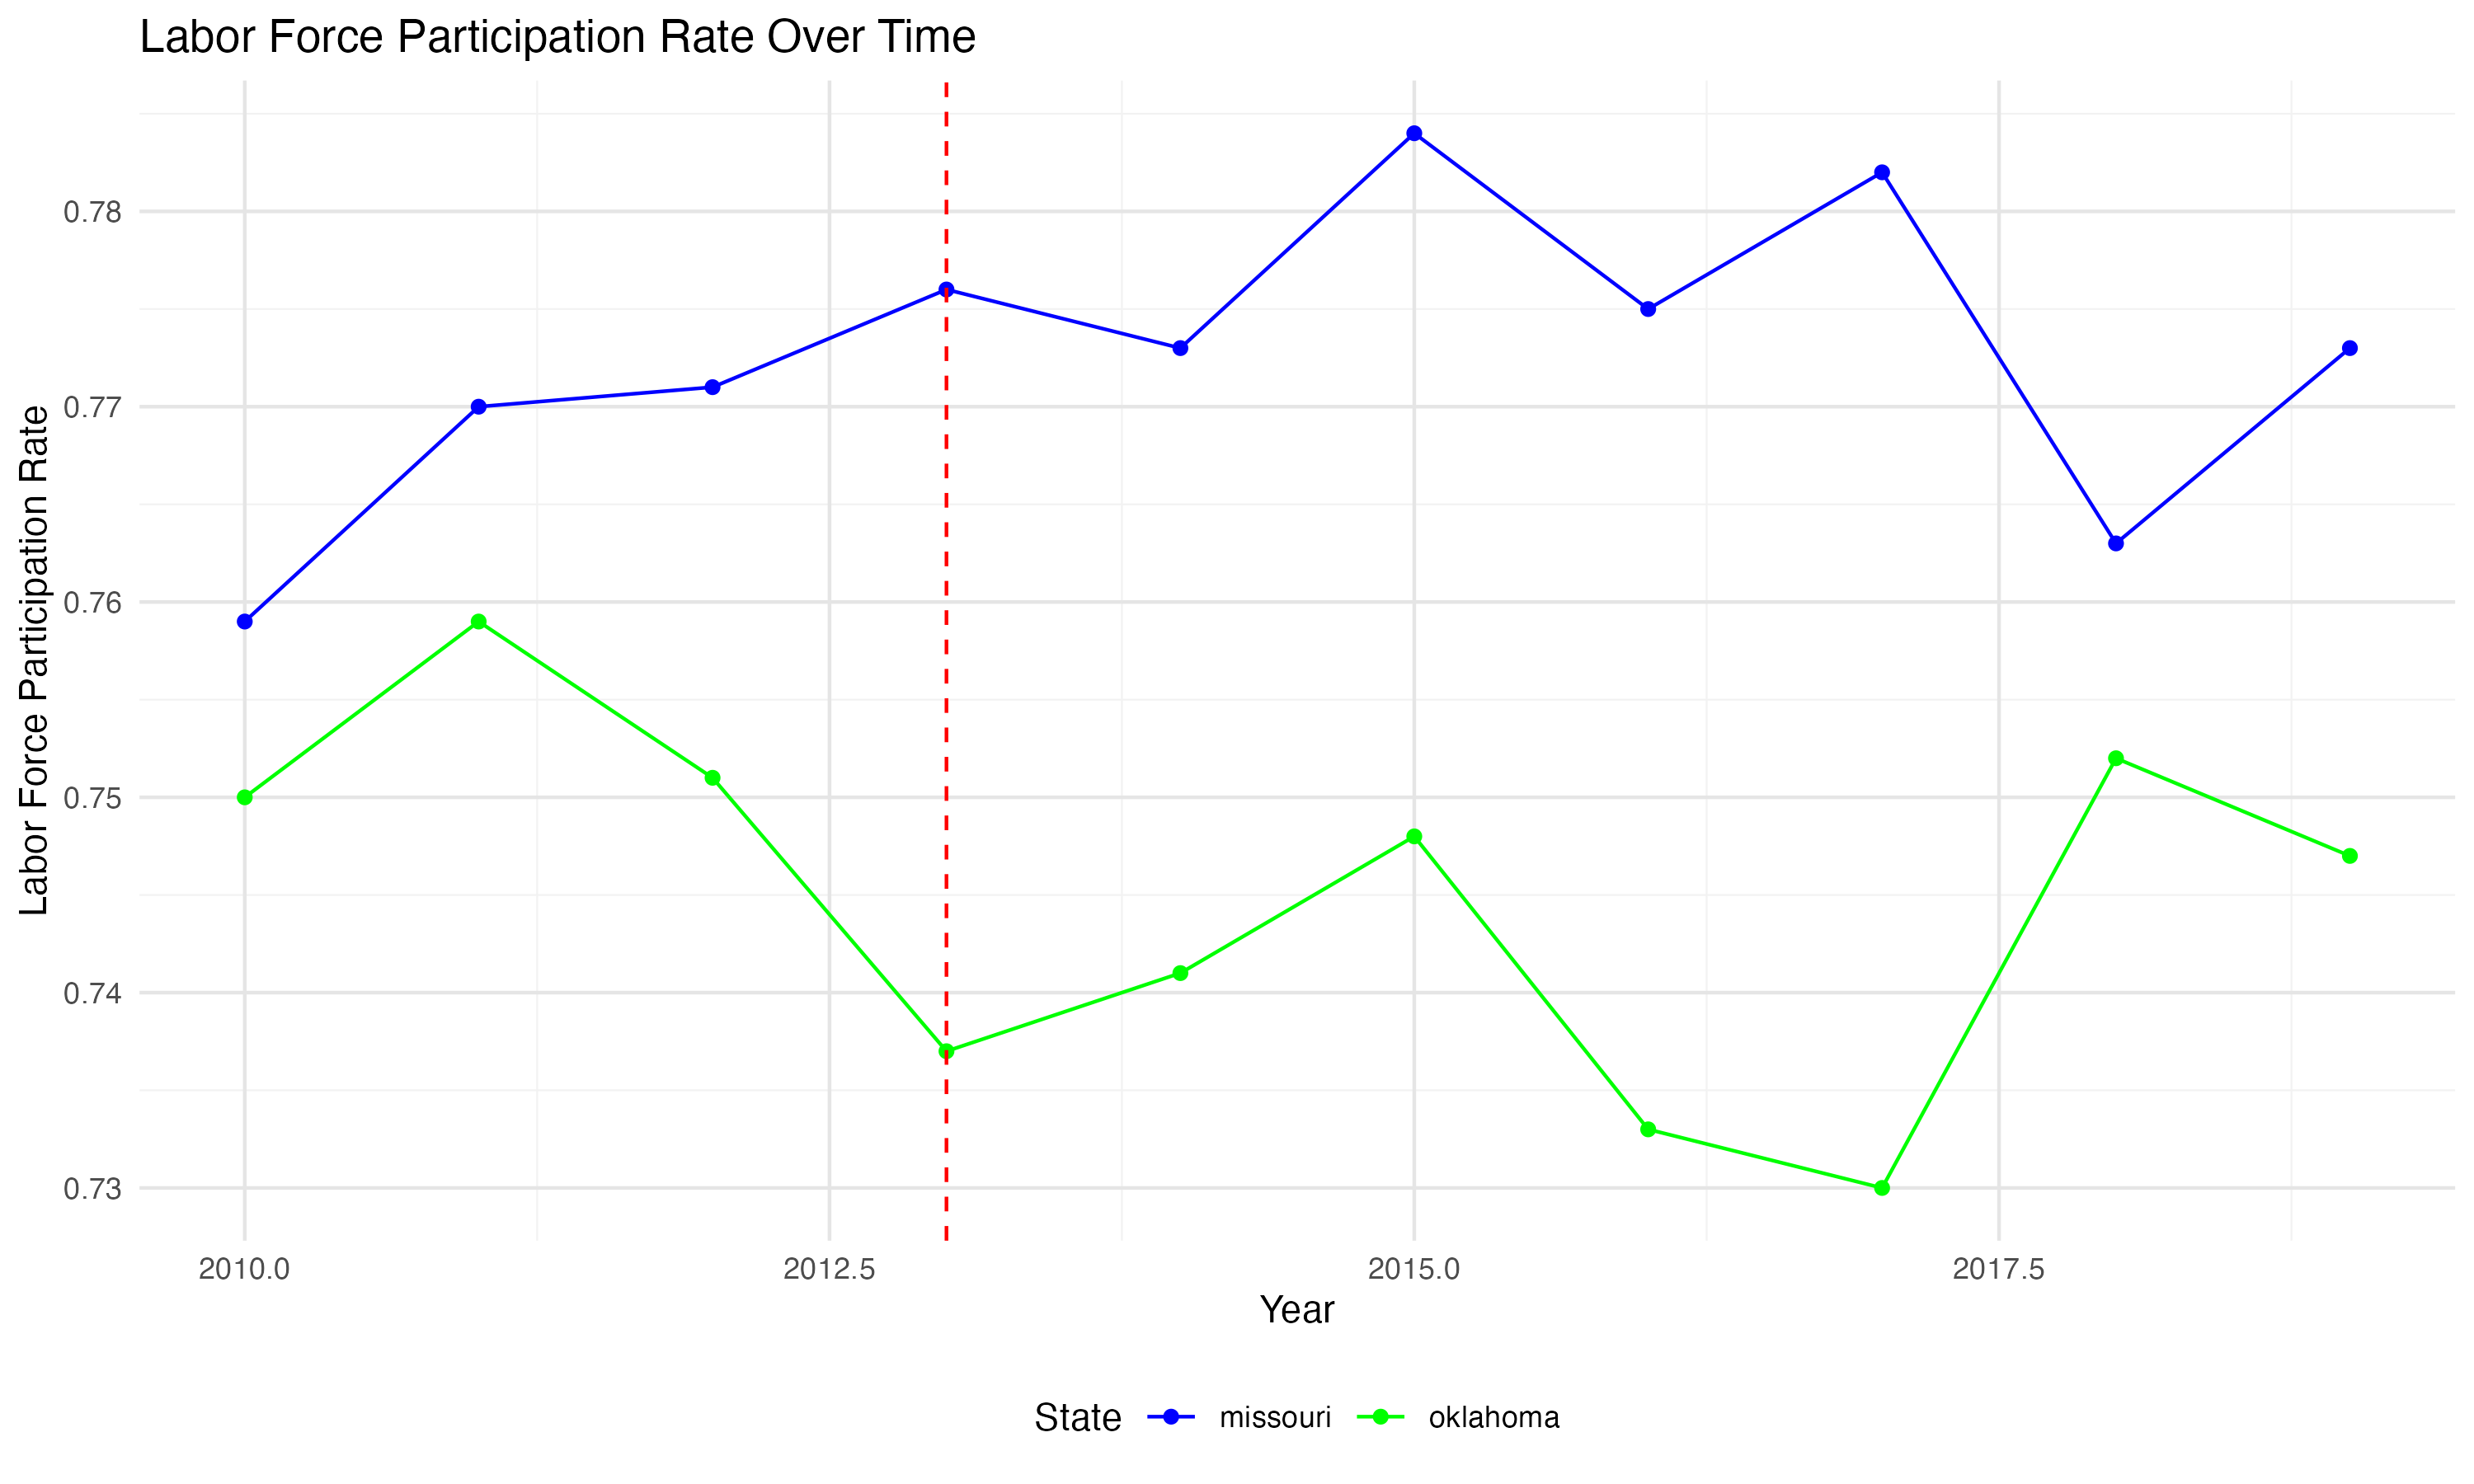 Labor Force Participation Rate Over Time
Labor Force Participation Rate
0.78
0.77
0.76
0.75
0.74
0.73
2010.0 2012.5 2015.0 2017.5
Year
State missouri oklahoma